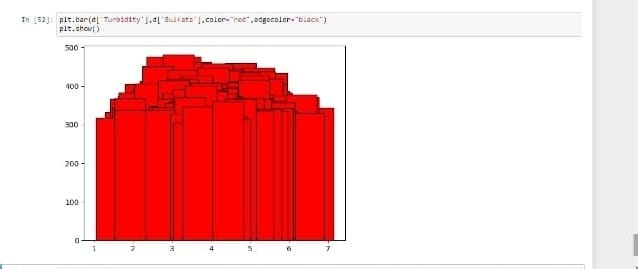 In [52]: plt.bar(d['Turbidity'],d['Sulfate'],color="red",edgecolor="black")
plt.show()
500
400
300
200
100
0
1 2 3 4 5 6 7